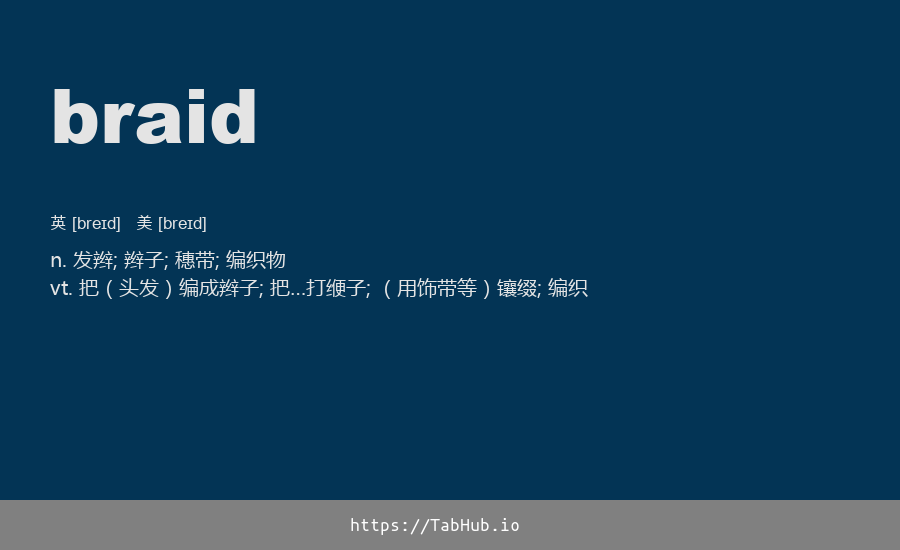 braid
英 [breɪd] 美 [breɪd]
n. 发辫; 辫子; 穗带; 编织物
vt. 把（头发）编成辫子; 把…打绠子; （用饰带等）镶缀; 编织
https://TabHub.io